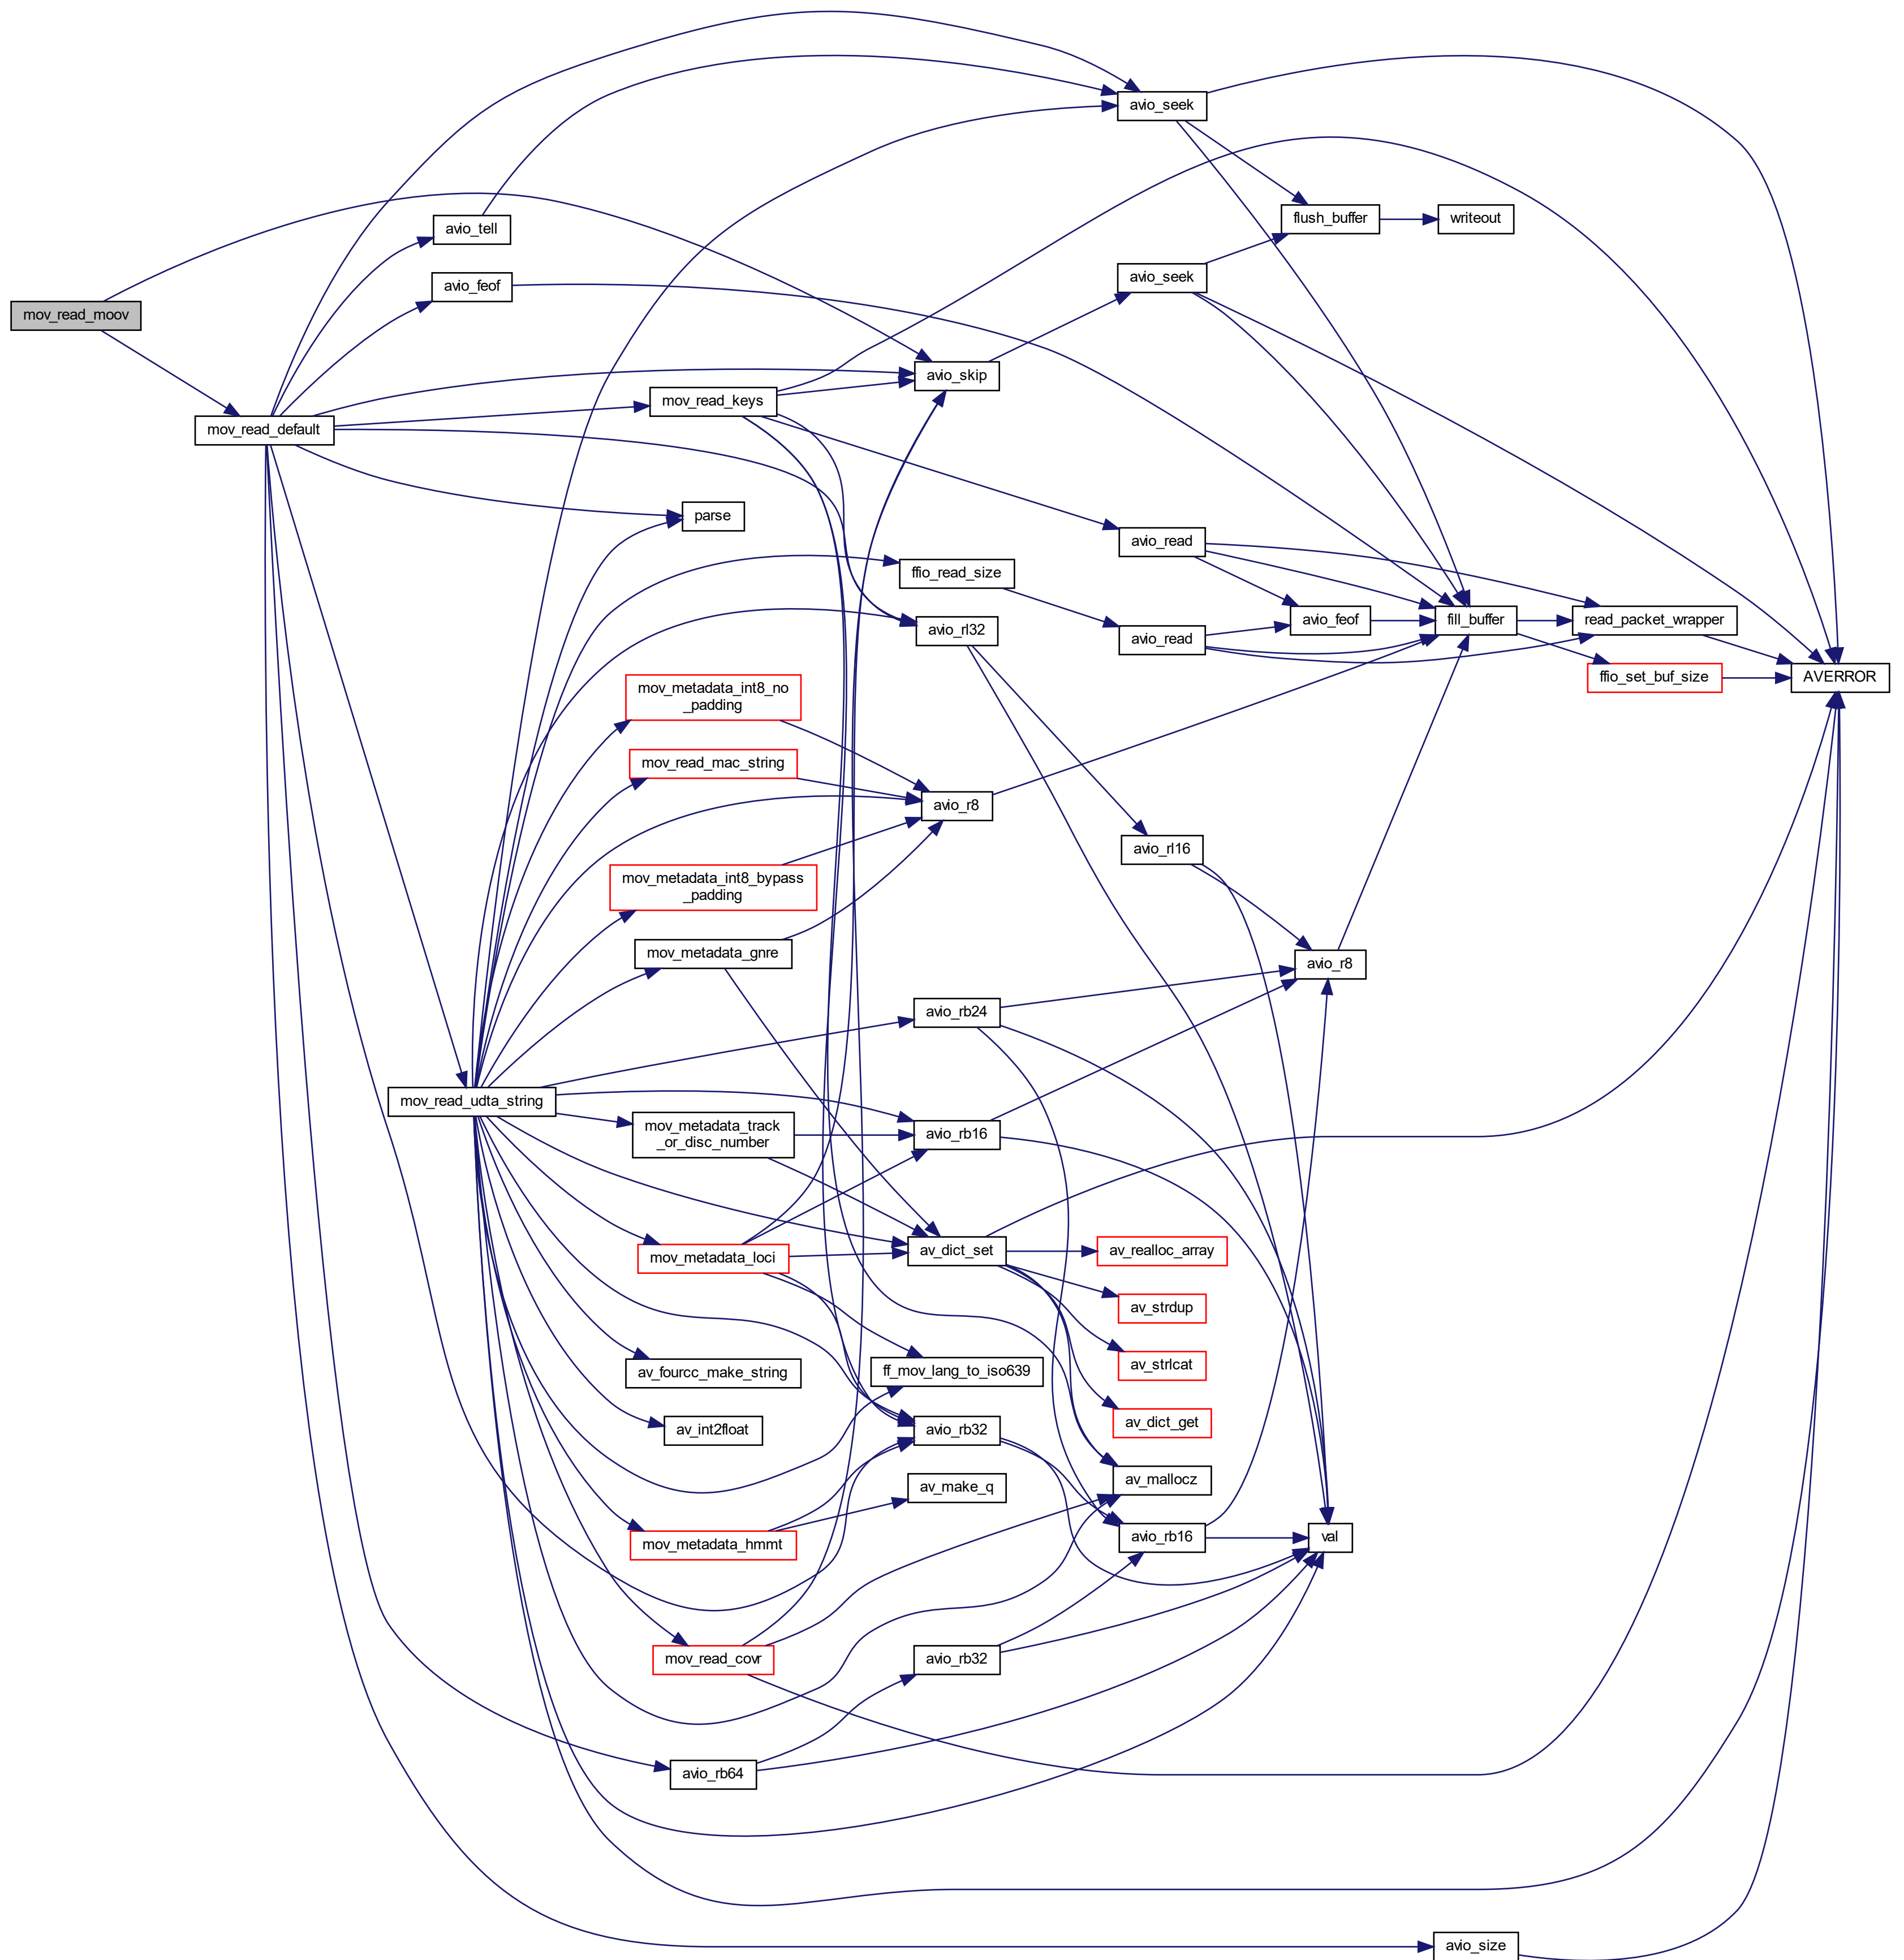 avio_seek
avio_tell
flush_buffer
writeout
avio_feof
avio_seek
mov_read_moov
avio_skip
mov_read_keys
mov_read_default
parse
avio_read
ffio_read_size
avio_feof
fill_buffer
read_packet_wrapper
avio_rl32
avio_read
ffio_set_buf_size
AVERROR
mov_metadata_int8_no
_padding
mov_read_mac_string
avio_r8
avio_rl16
mov_metadata_int8_bypass
_padding
mov_metadata_gnre
avio_r8
avio_rb24
mov_read_udta_string
mov_metadata_track
_or_disc_number
avio_rb16
mov_metadata_loci
av_dict_set
av_realloc_array
av_strdup
av_fourcc_make_string
ff_mov_lang_to_iso639
av_strlcat
av_int2float
avio_rb32
av_dict_get
av_make_q
av_mallocz
mov_metadata_hmmt
avio_rb16
val
mov_read_covr
avio_rb32
avio_rb64
avio_size